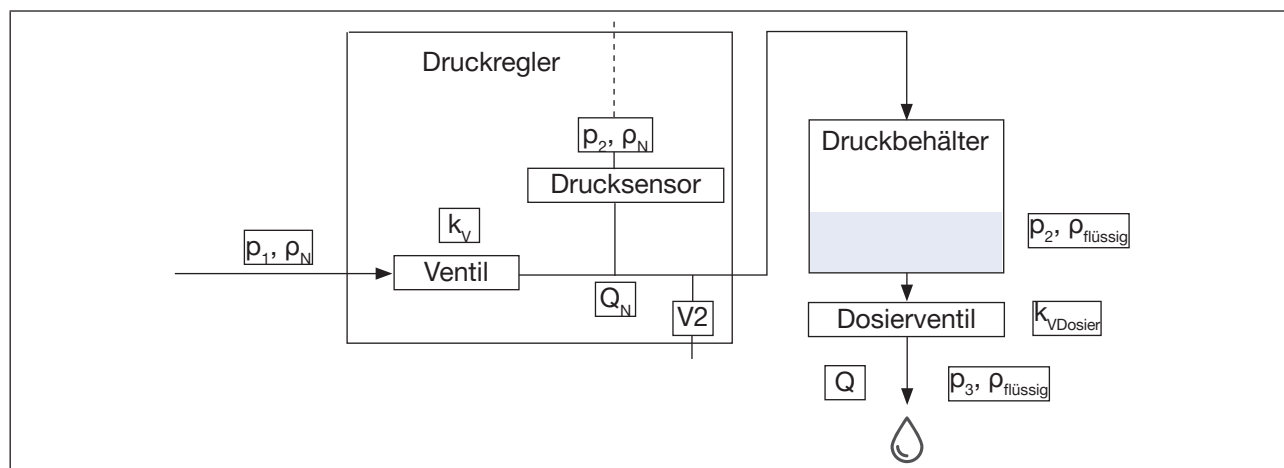 Druckregler
p₂, ρ_N
Drucksensor
k_V
p₁, ρ_N
Ventil
Q_N
V2
Druckbehälter
p₂, ρ_flüssig
Dosierventil
k_VDosier
Q
p₃, ρ_flüssig